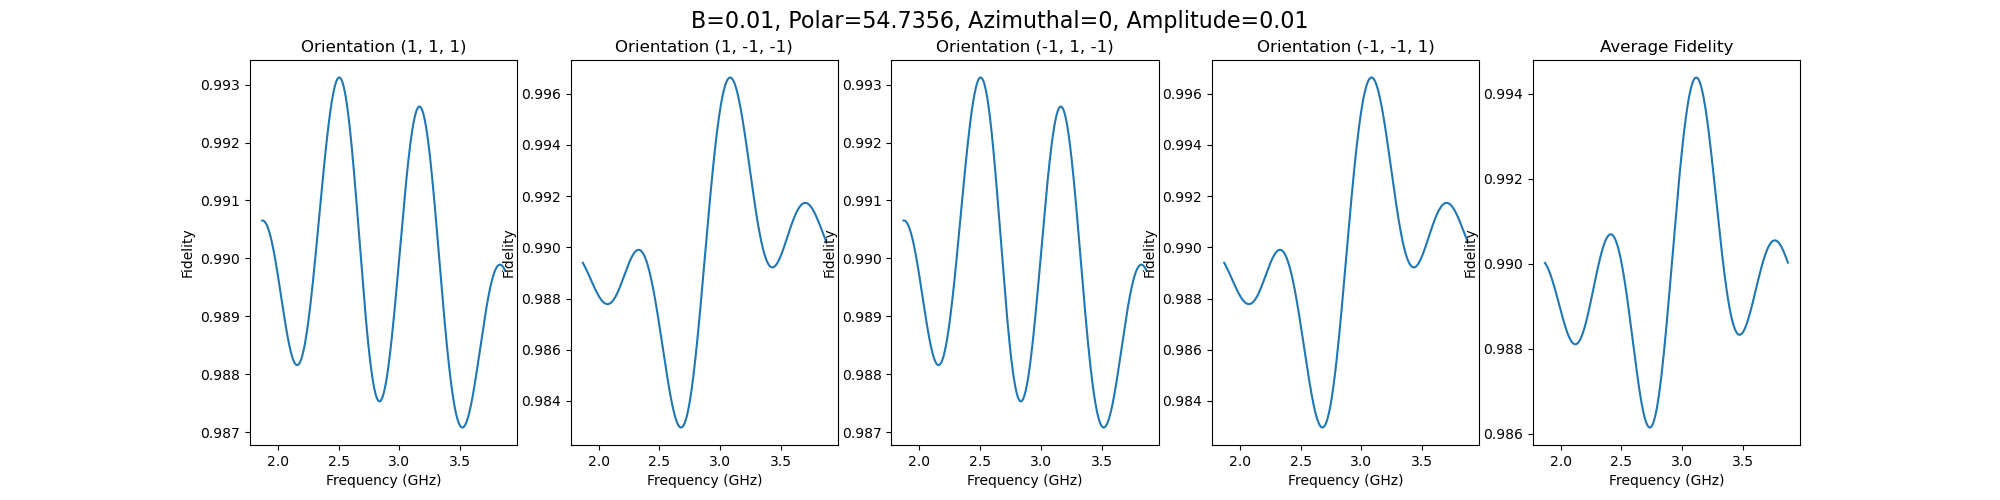 B=0.01, Polar=54.7356, Azimuthal=0, Amplitude=0.01
Orientation (1, 1, 1)
Fidelity
0.993
0.992
0.991
0.990
0.989
0.988
0.987
2.0 2.5 3.0 3.5
Frequency (GHz)
Orientation (1, -1, -1)
Fidelity
0.996
0.994
0.992
0.990
0.988
0.986
0.984
2.0 2.5 3.0 3.5
Frequency (GHz)
Orientation (-1, 1, -1)
Fidelity
0.993
0.992
0.991
0.990
0.989
0.988
0.987
2.0 2.5 3.0 3.5
Frequency (GHz)
Orientation (-1, -1, 1)
Fidelity
0.996
0.994
0.992
0.990
0.988
0.986
0.984
2.0 2.5 3.0 3.5
Frequency (GHz)
Average Fidelity
Fidelity
0.994
0.992
0.990
0.988
0.986
2.0 2.5 3.0 3.5
Frequency (GHz)